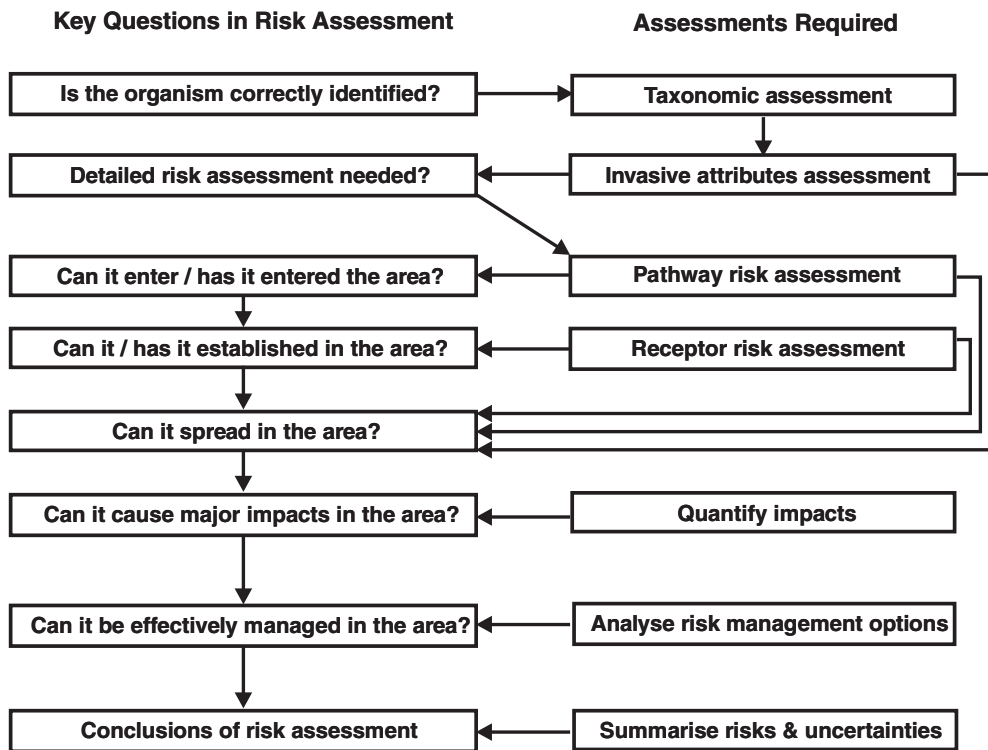 Key Questions in Risk Assessment
Assessments Required
Is the organism correctly identified?
Taxonomic assessment
Detailed risk assessment needed?
Invasive attributes assessment
Can it enter / has it entered the area?
Pathway risk assessment
Can it / has it established in the area?
Receptor risk assessment
Can it spread in the area?
Can it cause major impacts in the area?
Quantify impacts
Can it be effectively managed in the area?
Analyse risk management options
Conclusions of risk assessment
Summarise risks & uncertainties